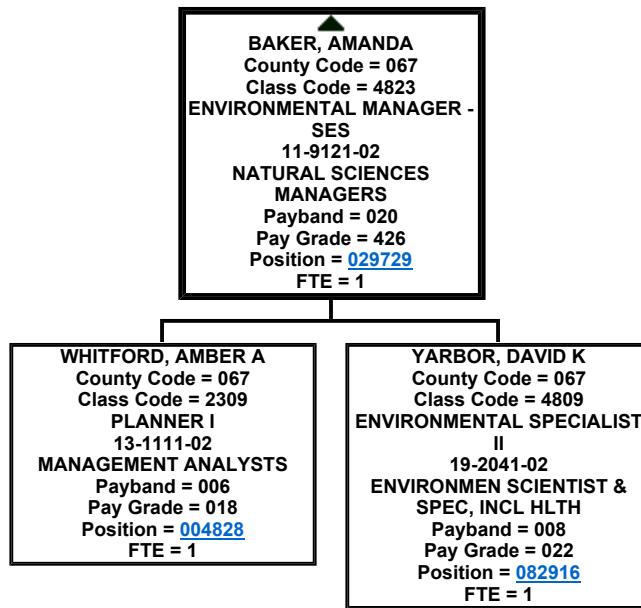 BAKER, AMANDA
County Code = 067
Class Code = 4823
ENVIRONMENTAL MANAGER -
SES
11-9121-02
NATURAL SCIENCES
MANAGERS
Payband = 020
Pay Grade = 426
Position = 029729
FTE = 1
WHITFORD, AMBER A
County Code = 067
Class Code = 2309
PLANNER I
13-1111-02
MANAGEMENT ANALYSTS
Payband = 006
Pay Grade = 018
Position = 004828
FTE = 1
YARBOR, DAVID K
County Code = 067
Class Code = 4809
ENVIRONMENTAL SPECIALIST
II
19-2041-02
ENVIRONMEN SCIENTIST &
SPEC, INCL HLTH
Payband = 008
Pay Grade = 022
Position = 082916
FTE = 1